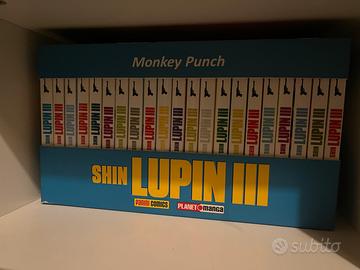 Monkey Punch
SHIN LUPIN III
PANINI COMICS PLANET MANGA
subito